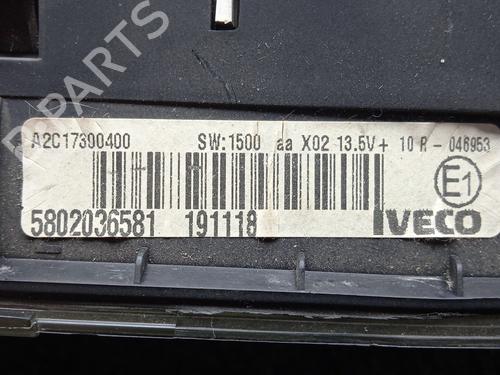 A2C17300400 SW:1500 aa X02 13.5V+ 10 R - 046953
E1
5802036581 191118 IVECO
B-Parts